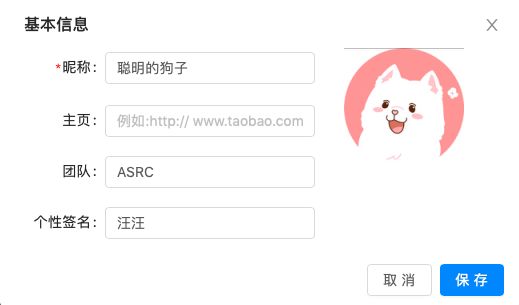 基本信息
*昵称： 聪明的狗子
主页： 例如:http:// www.taobao.com
团队： ASRC
个性签名： 汪汪
取 消 保 存